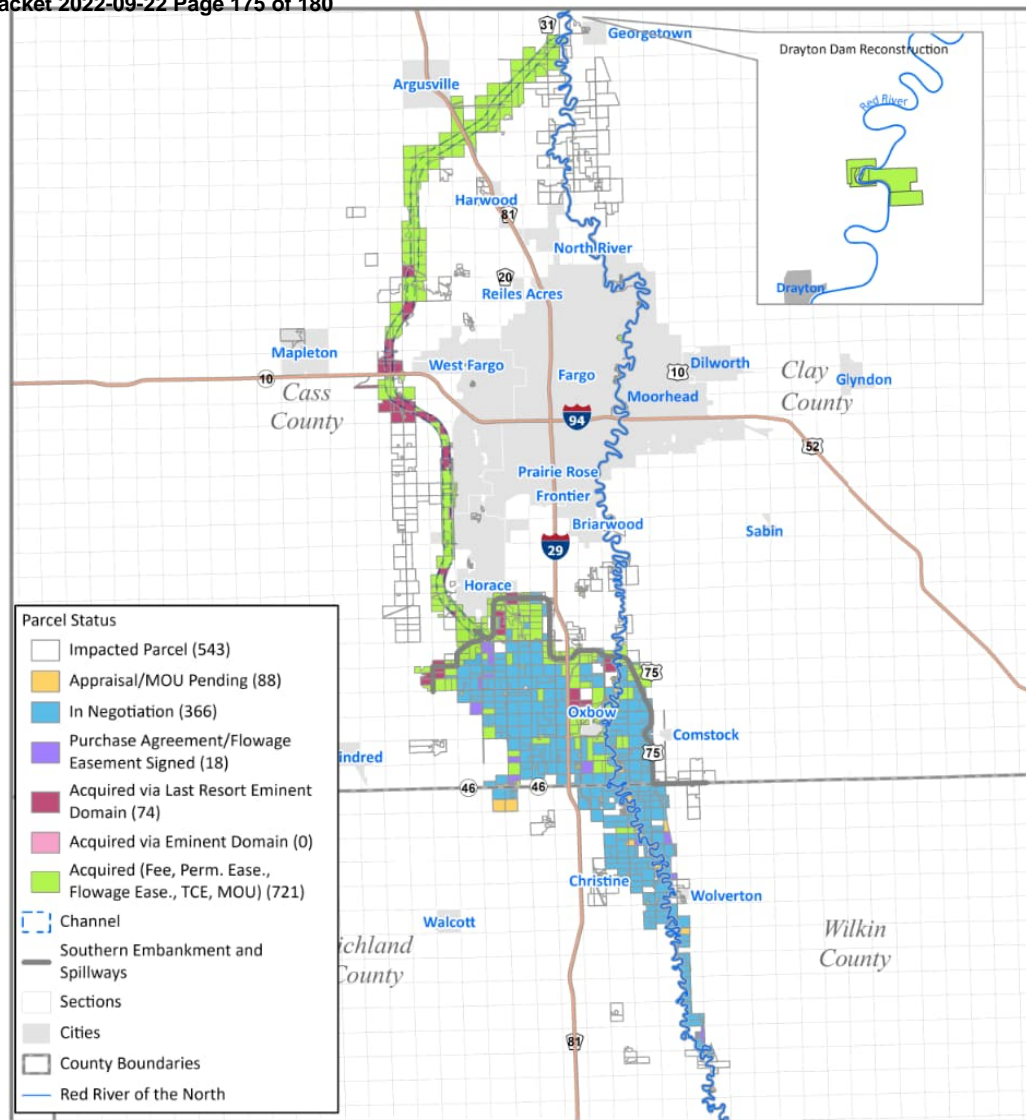 acket 2022-09-22 Page 175 of 180
31
Georgetown
Drayton Dam Reconstruction
Argusville
Red River
Harwood
81
North River
20
Reiles Acres
Drayton
Mapleton
West Fargo
Fargo
10
Dilworth
Clay
County
Glyndon
10
Cass
County
Moorhead
94
52
Prairie Rose
Frontier
Briarwood
Sabin
29
Horace
Parcel Status
Impacted Parcel (543)
Appraisal/MOU Pending (88)
In Negotiation (366)
Purchase Agreement/Flowage
Easement Signed (18)
Acquired via Last Resort Eminent
Domain (74)
Acquired via Eminent Domain (0)
Acquired (Fee, Perm. Ease.,
Flowage Ease., TCE, MOU) (721)
Channel
Southern Embankment and
Spillways
Sections
Cities
County Boundaries
Red River of the North
75
Oxbow
Comstock
75
indred
46
46
Christine
Wolverton
Walcott
ichland
County
Wilkin
County
81